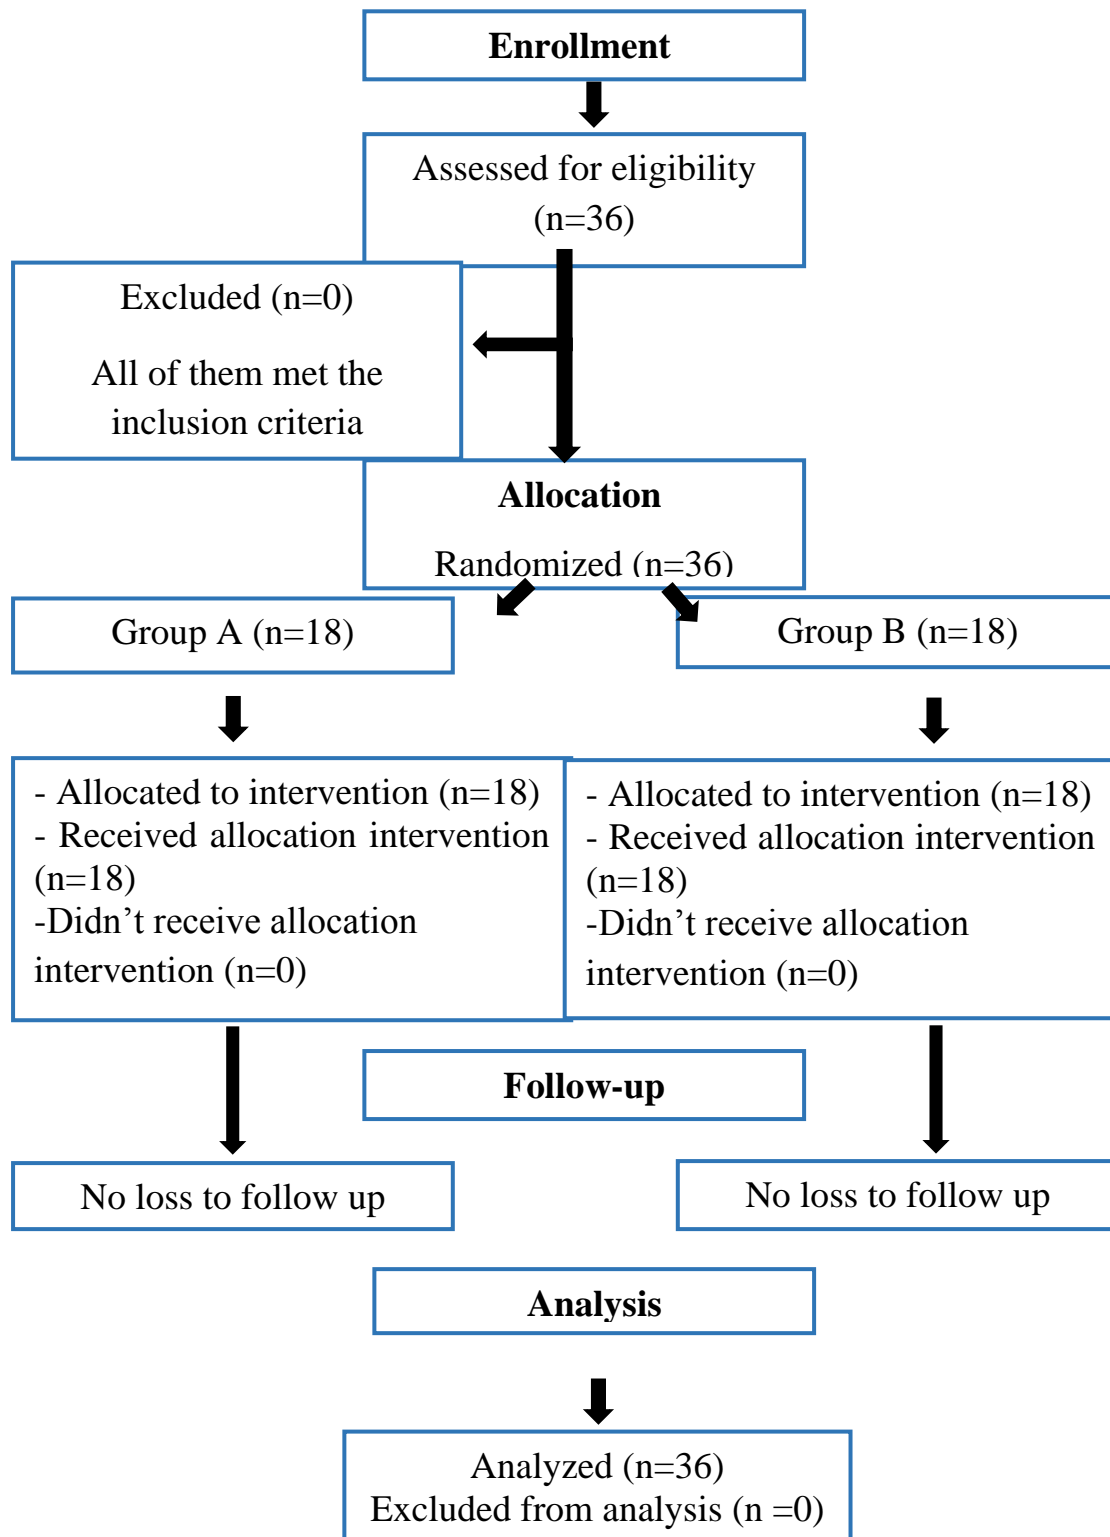 Enrollment
Assessed for eligibility
(n=36)
Excluded (n=0)
All of them met the
inclusion criteria
Allocation
Randomized (n=36)
Group A (n=18)
Group B (n=18)
- Allocated to intervention (n=18)
- Received allocation intervention
(n=18)
-Didn’t receive allocation
intervention (n=0)
- Allocated to intervention (n=18)
- Received allocation intervention
(n=18)
-Didn’t receive allocation
intervention (n=0)
Follow-up
No loss to follow up
No loss to follow up
Analysis
Analyzed (n=36)
Excluded from analysis (n =0)